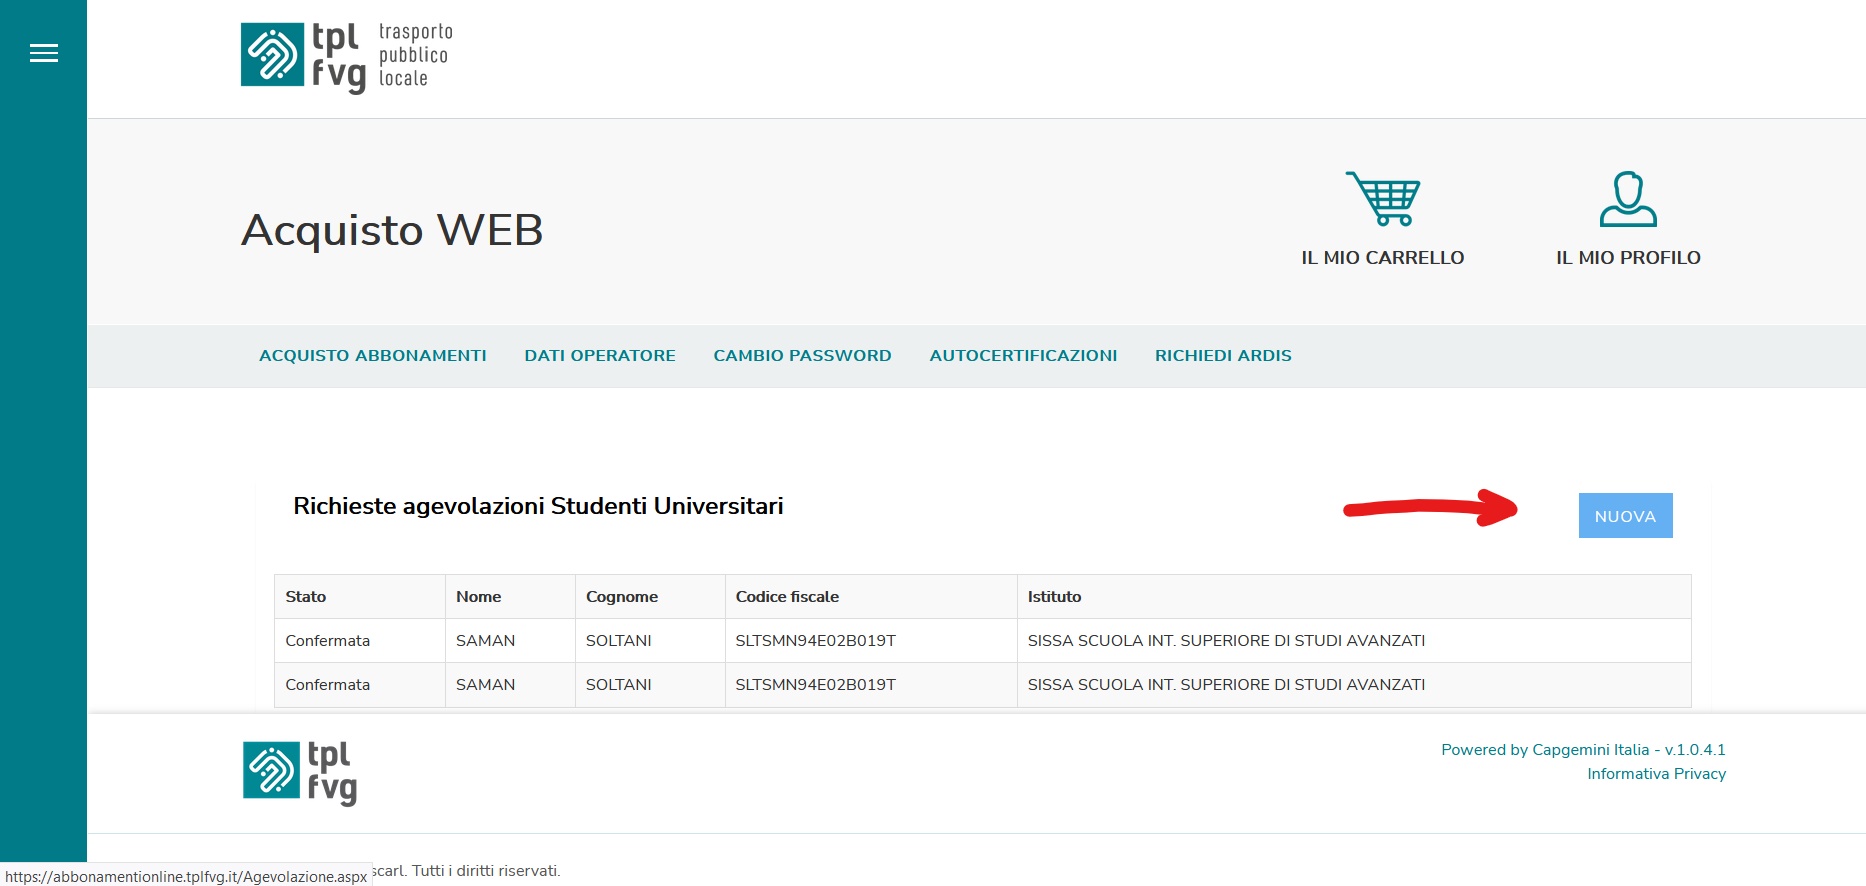 tpl fvg
trasporto pubblico locale
Acquisto WEB
IL MIO CARRELLO
IL MIO PROFILO
ACQUISTO ABBONAMENTI DATI OPERATORE CAMBIO PASSWORD AUTOCERTIFICAZIONI RICHIEDI ARDIS
Richieste agevolazioni Studenti Universitari
NUOVA
Stato Nome Cognome Codice fiscale Istituto
Confermata SAMAN SOLTANI SLTSMN94E02B019T SISSA SCUOLA INT. SUPERIORE DI STUDI AVANZATI
Confermata SAMAN SOLTANI SLTSMN94E02B019T SISSA SCUOLA INT. SUPERIORE DI STUDI AVANZATI
tpl fvg
Powered by Capgemini Italia - v.1.0.4.1
Informativa Privacy
scarl. Tutti i diritti riservati.
https://abbonamentionline.tplfvg.it/Agevolazione.aspx